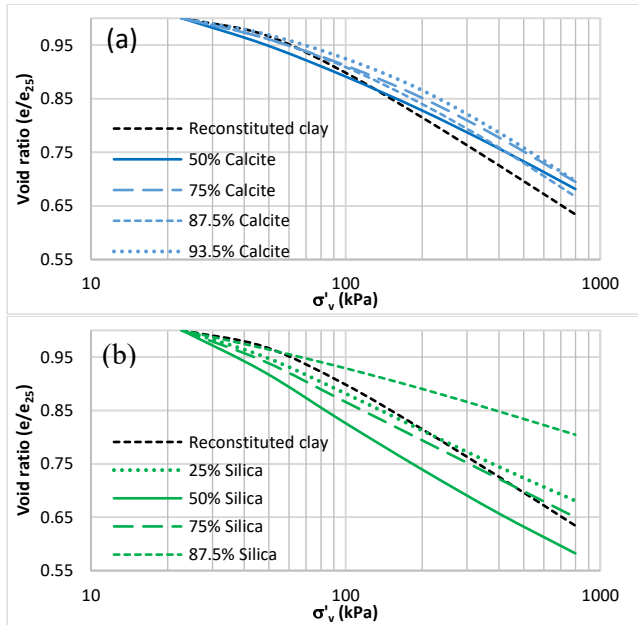 (a)
Void ratio (e/e25)
0.95
0.85
0.75
0.65
0.55
Reconstituted clay
50% Calcite
75% Calcite
87.5% Calcite
93.5% Calcite
10 100 1000
σ'v (kPa)
(b)
Void ratio (e/e25)
0.95
0.85
0.75
0.65
0.55
Reconstituted clay
25% Silica
50% Silica
75% Silica
87.5% Silica
10 100 1000
σ'v (kPa)